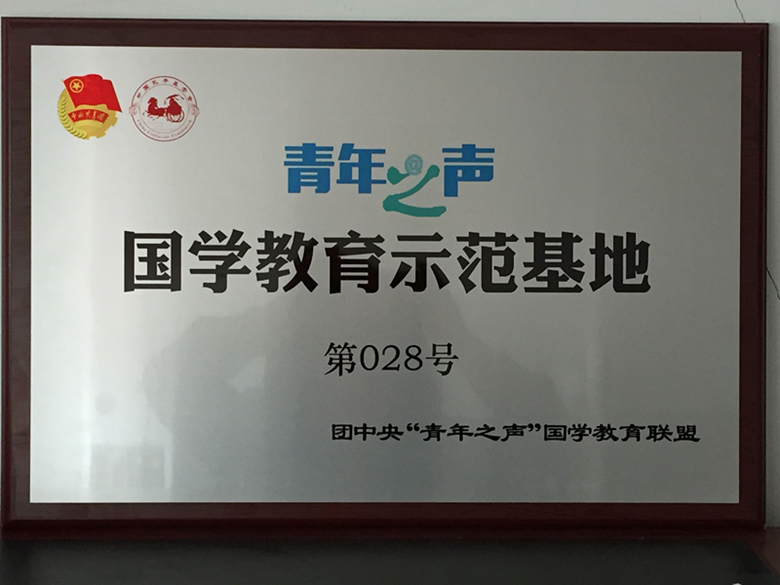 青年之声
国学教育示范基地
第028号
团中央“青年之声”国学教育联盟